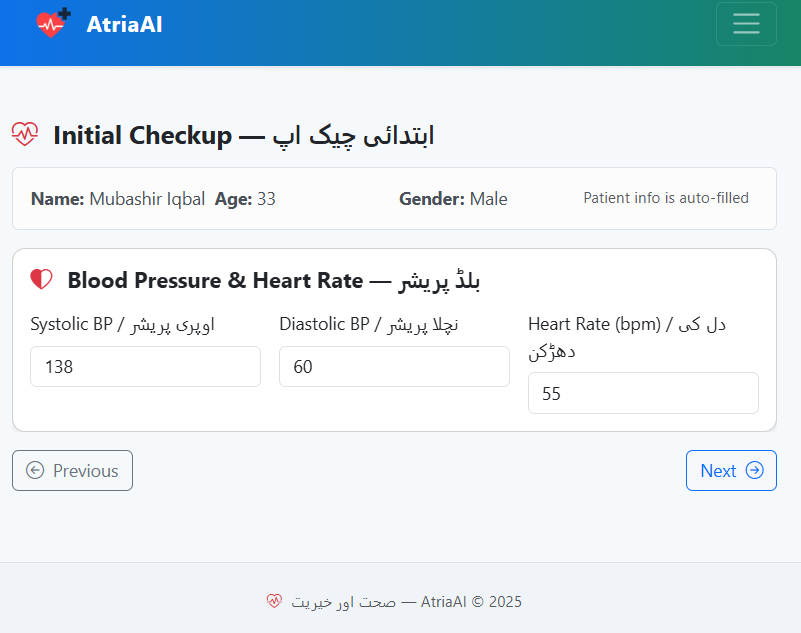 AtriaAI
Initial Checkup — ابتدائی چیک اپ
Name: Mubashir Iqbal Age: 33 Gender: Male Patient info is auto-filled
Blood Pressure & Heart Rate — بلڈ پریشر
Systolic BP / اوپری پریشر
138
Diastolic BP / نچلا پریشر
60
Heart Rate (bpm) / دل کی
دھڑکن
55
Previous
Next
صحت اور خیریت — AtriaAI © 2025